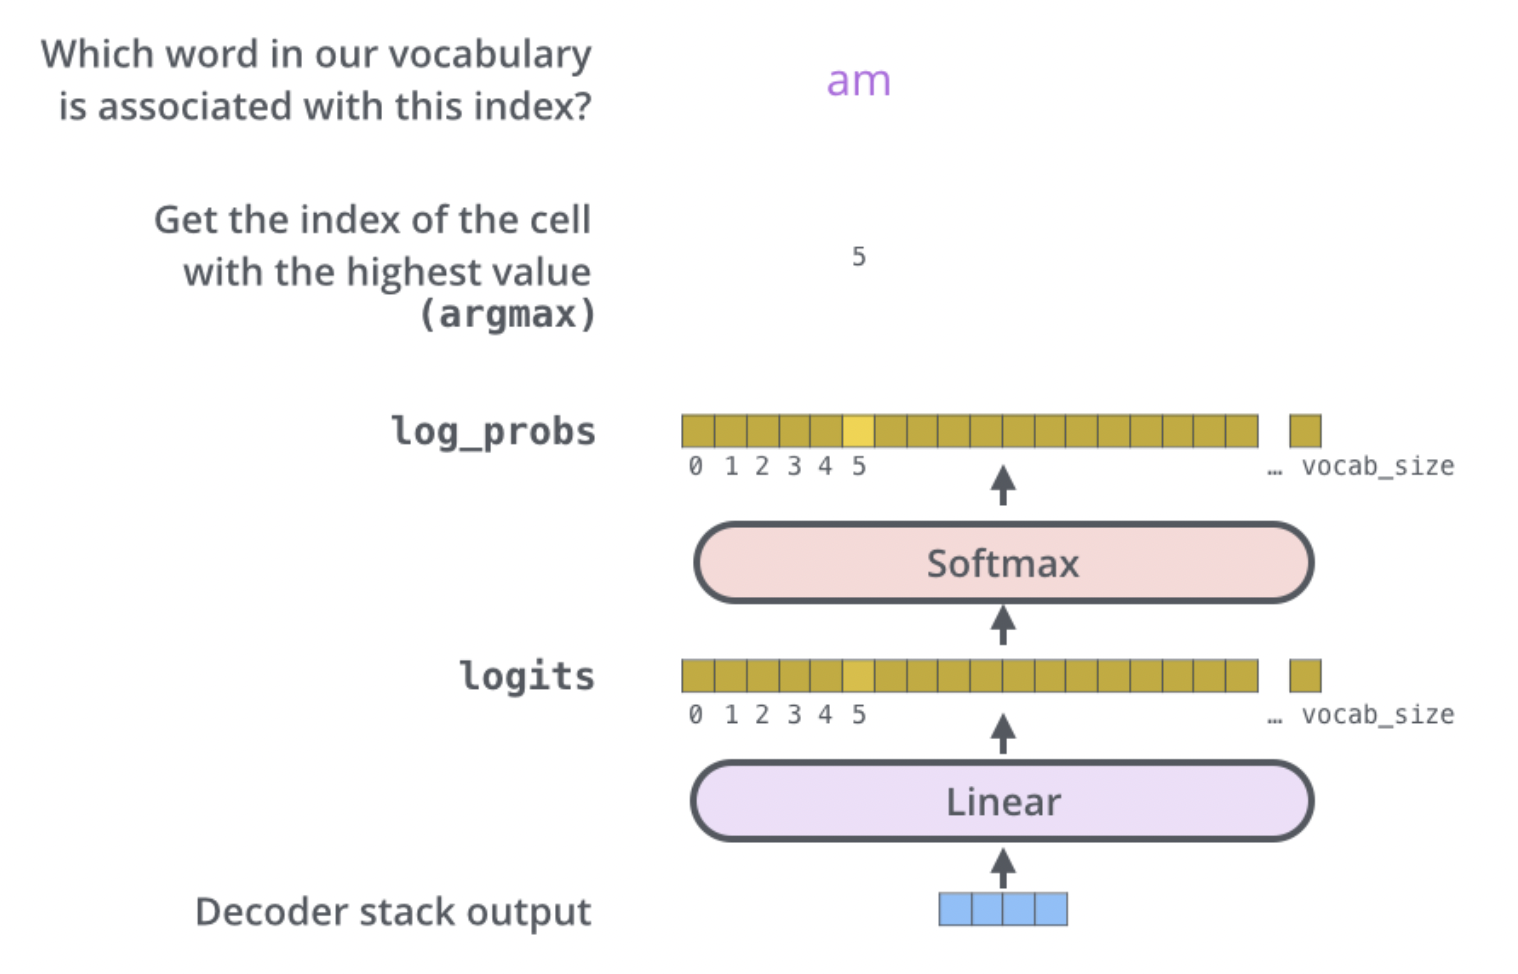 Which word in our vocabulary
is associated with this index?
am
Get the index of the cell
with the highest value
(argmax)
5
log_probs
0 1 2 3 4 5 … vocab_size
Softmax
logits
0 1 2 3 4 5 … vocab_size
Linear
Decoder stack output